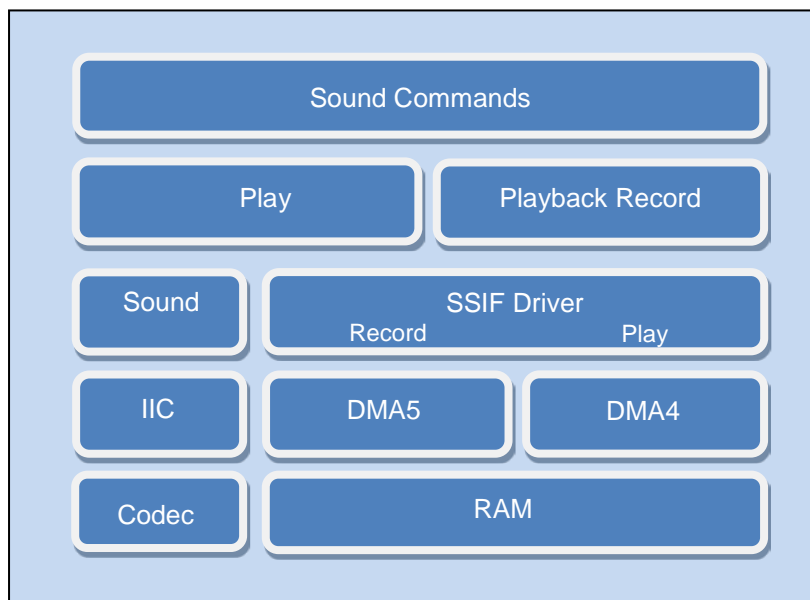 Sound Commands
Play
Playback Record
Sound
SSIF Driver
Record
Play
IIC
DMA5
DMA4
Codec
RAM